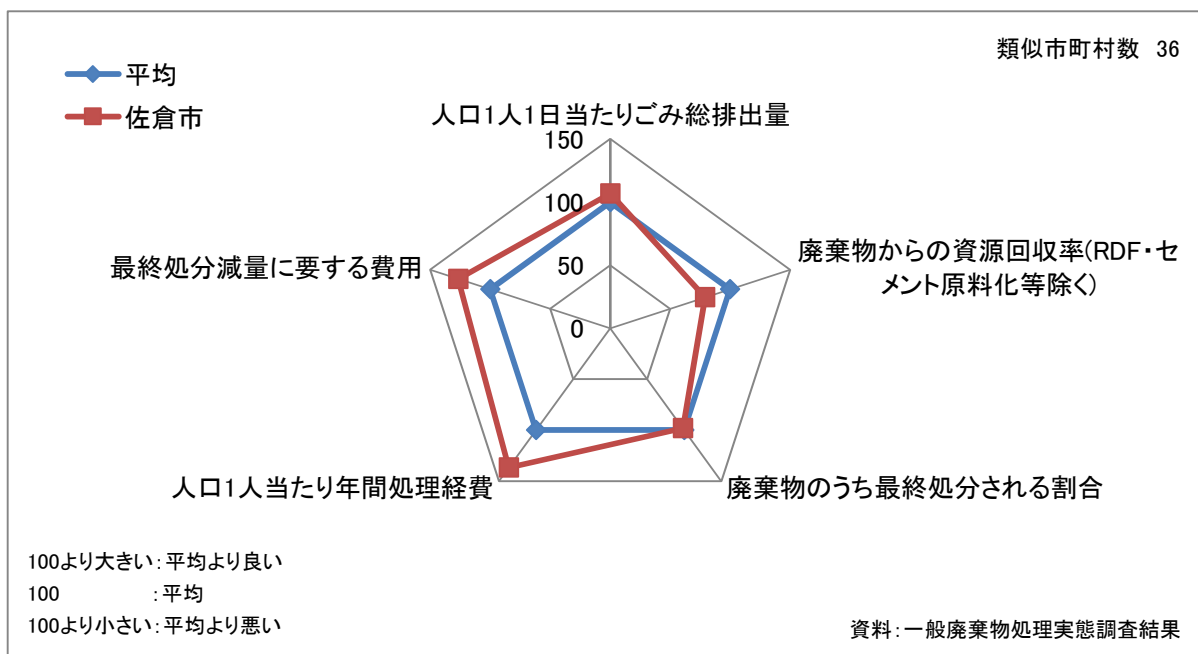 類似市町村数 36
平均
佐倉市
人口1人1日当たりごみ総排出量
150
100
50
0
廃棄物からの資源回収率(RDF・セ
メント原料化等除く)
最終処分減量に要する費用
人口1人当たり年間処理経費
廃棄物のうち最終処分される割合
100より大きい:平均より良い
100 :平均
100より小さい:平均より悪い
資料:一般廃棄物処理実態調査結果